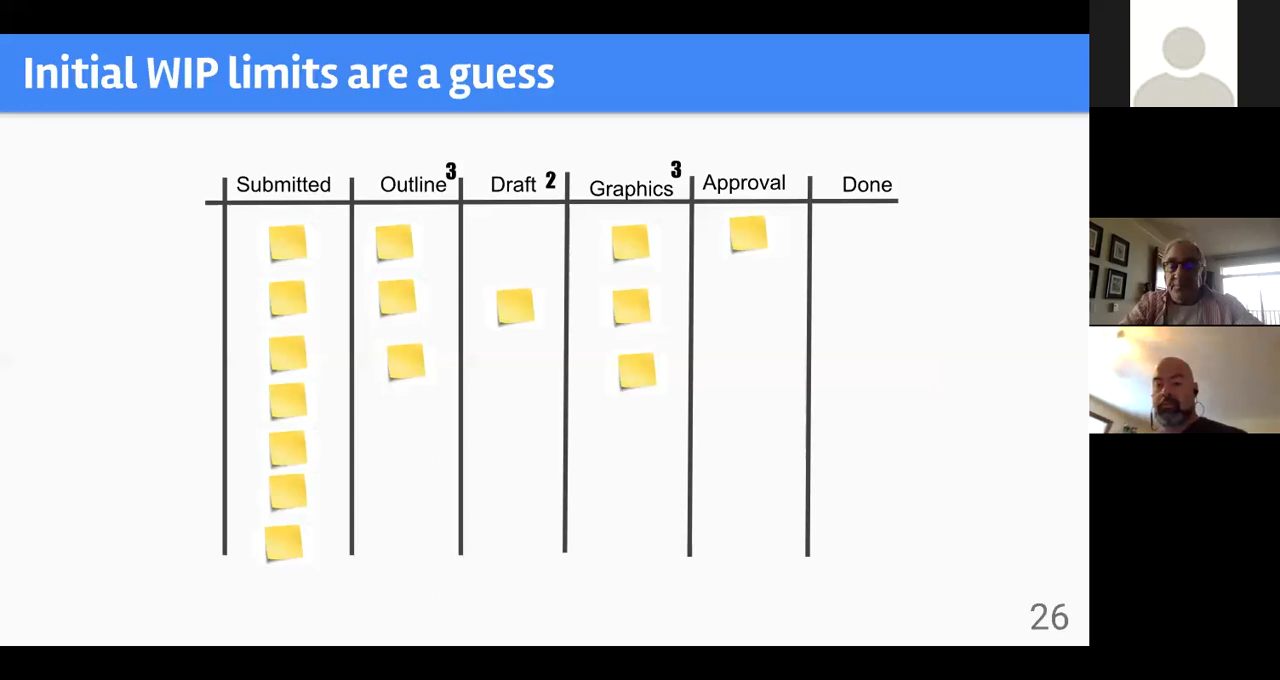 Initial WIP limits are a guess
Submitted Outline 3 Draft 2 Graphics 3 Approval Done
26